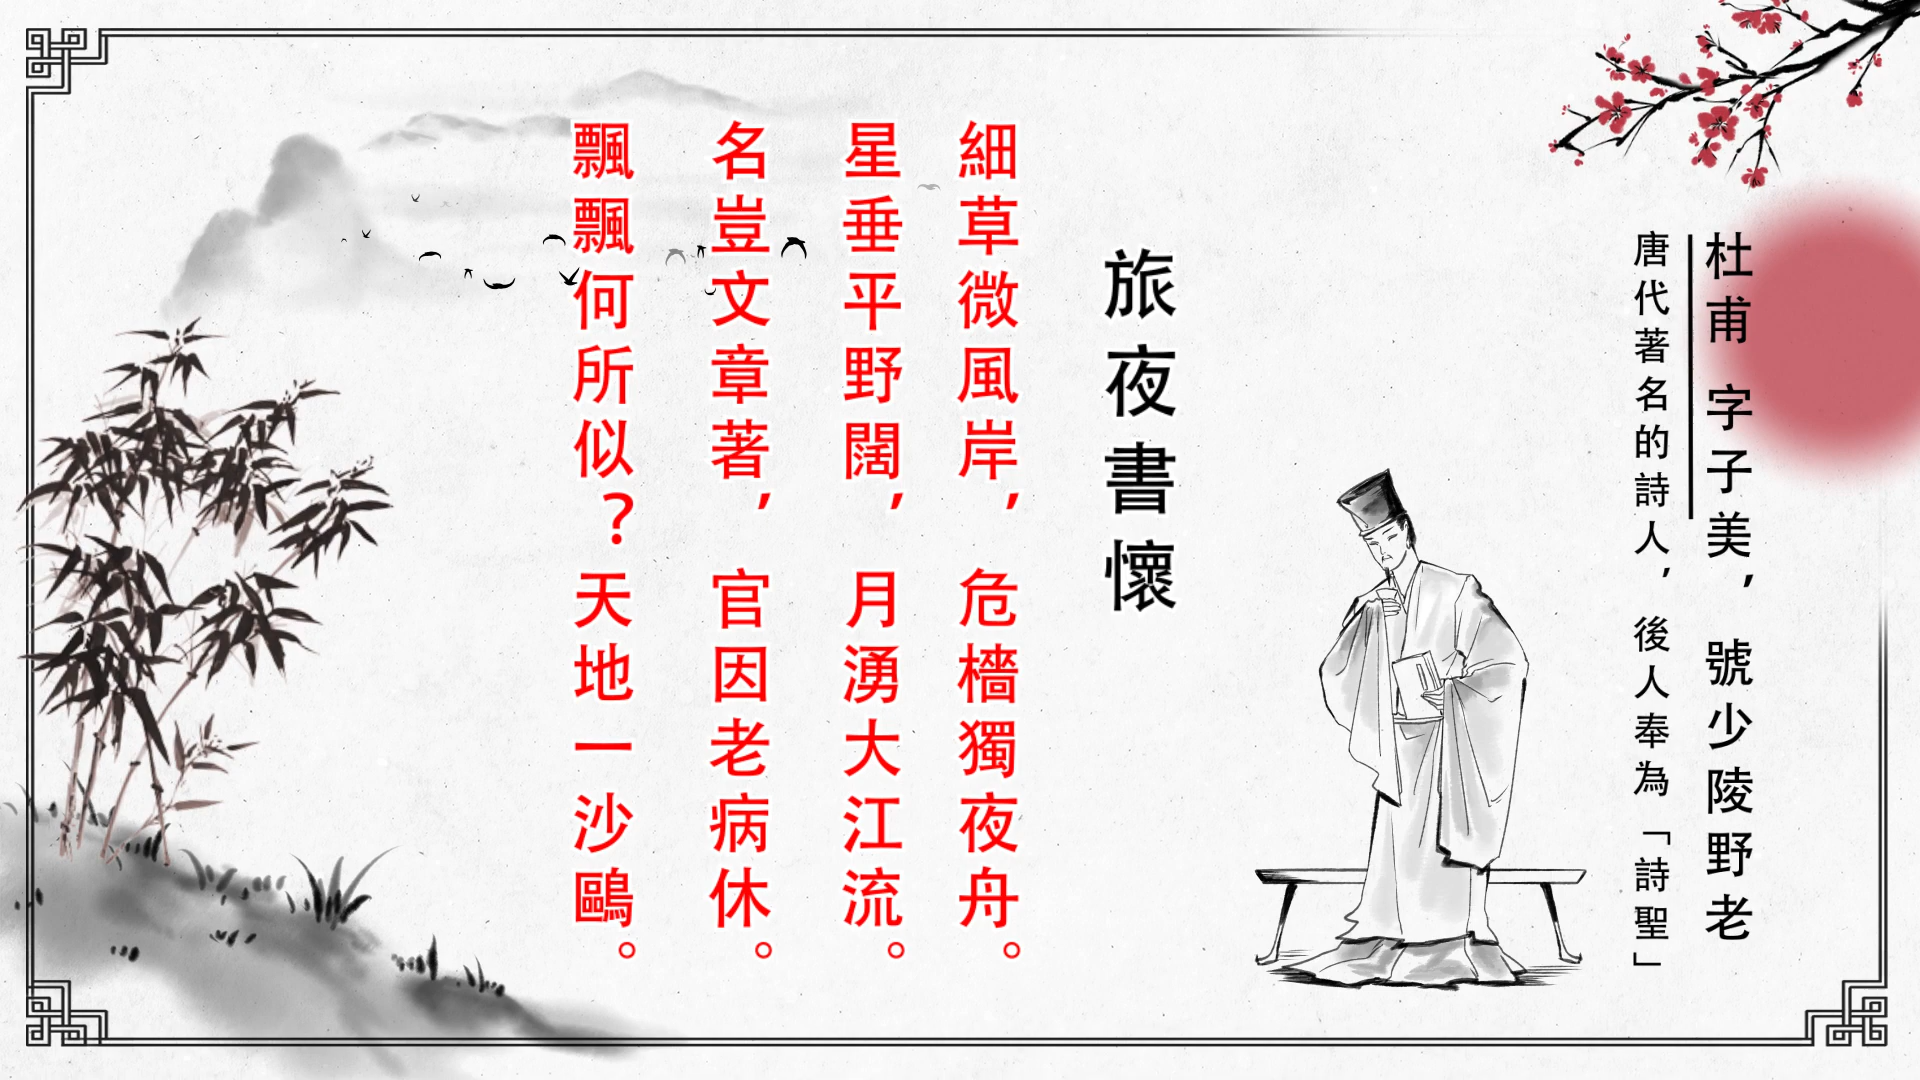 杜甫 字子美，號少陵野老
唐代著名的詩人，後人奉為「詩聖」
旅夜書懷
細草微風岸，危檣獨夜舟。
星垂平野闊，月湧大江流。
名豈文章著，官因老病休。
飄飄何所似？天地一沙鷗。